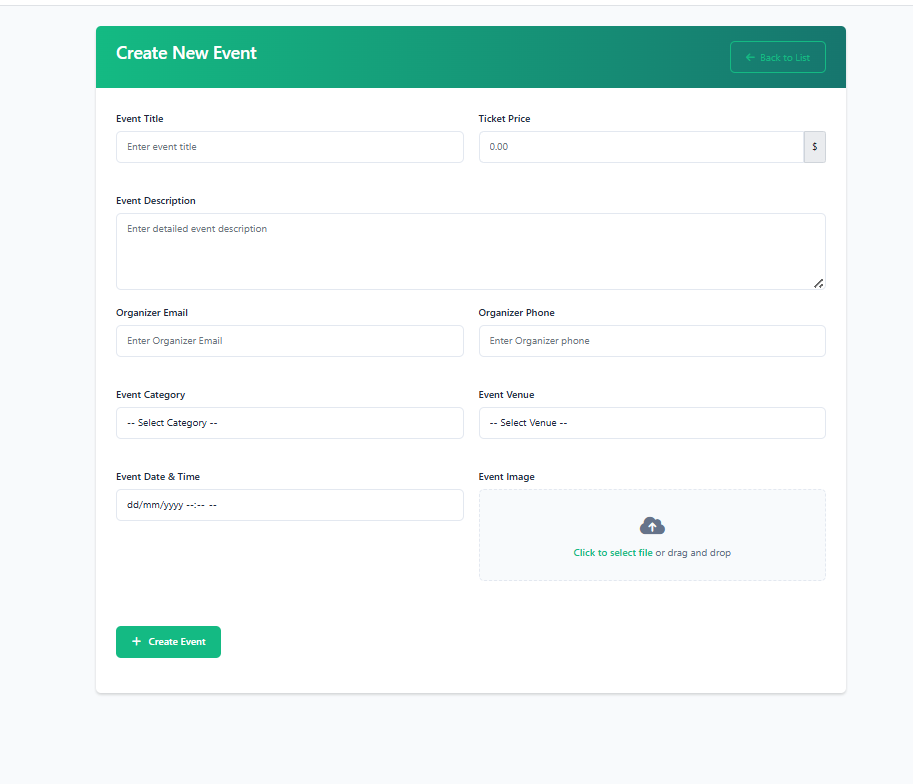 Create New Event
Back to List
Event Title
Ticket Price
Enter event title
0.00
$
Event Description
Enter detailed event description
Organizer Email
Organizer Phone
Enter Organizer Email
Enter Organizer phone
Event Category
Event Venue
-- Select Category --
-- Select Venue --
Event Date & Time
Event Image
dd/mm/yyyy --:-- --
Click to select file or drag and drop
Create Event